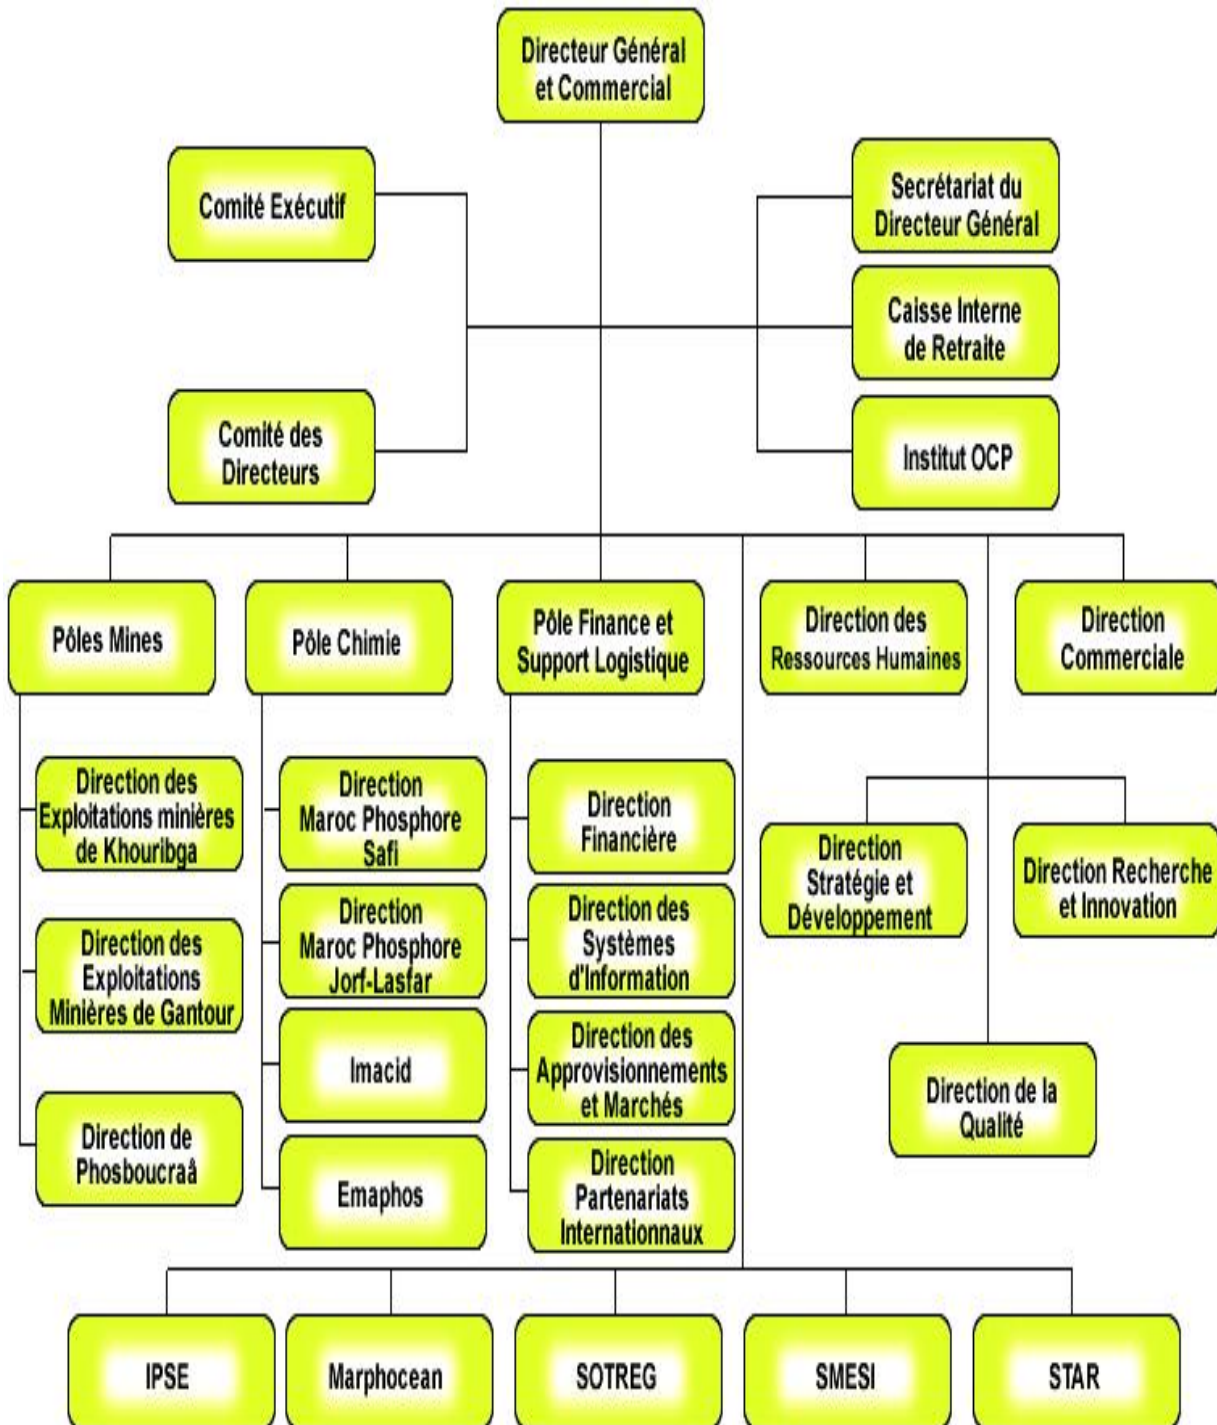 Directeur Général
et Commercial
Comité Exécutif
Secrétariat du
Directeur Général
Caisse Interne
de Retraite
Comité des
Directeurs
Institut OCP
Pôles Mines
Pôle Chimie
Pôle Finance et
Support Logistique
Direction des
Ressources Humaines
Direction
Commerciale
Direction des
Exploitations minières
de Khouribga
Direction des
Exploitations
Minières de Gantour
Direction de
Phosboucraâ
Direction
Maroc Phosphore
Safi
Direction
Maroc Phosphore
Jorf-Lasfar
Imacid
Emaphos
Direction
Financière
Direction des
Systèmes
d'Information
Direction des
Approvisionnements
et Marchés
Direction
Partenariats
Internationnaux
Direction
Stratégie et
Développement
Direction Recherche
et Innovation
Direction de la
Qualité
IPSE
Marphocean
SOTREG
SMESI
STAR